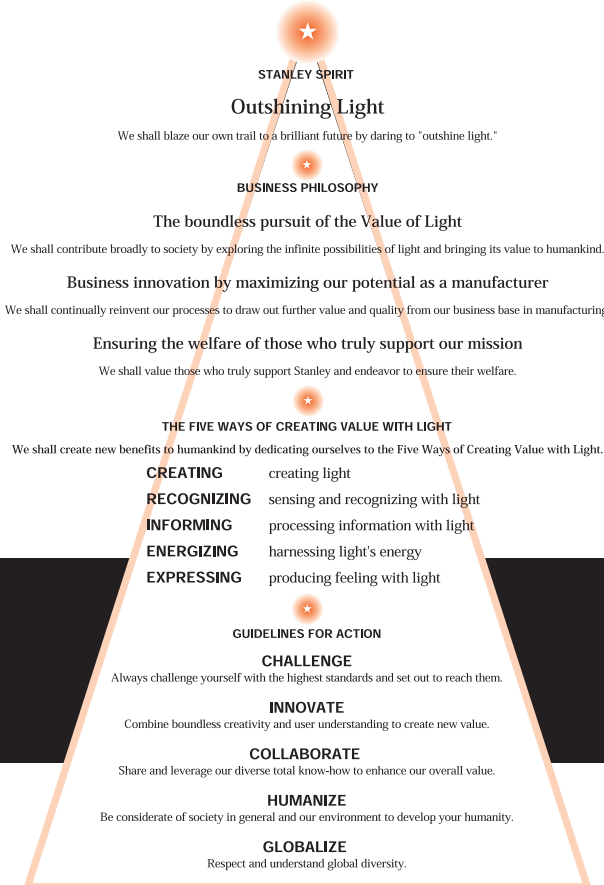 STANLEY SPIRIT
Outshining Light
We shall blaze our own trail to a brilliant future by daring to "outshine light."
BUSINESS PHILOSOPHY
The boundless pursuit of the Value of Light
We shall contribute broadly to society by exploring the infinite possibilities of light and bringing its value to humankind.
Business innovation by maximizing our potential as a manufacturer
We shall continually reinvent our processes to draw out further value and quality from our business base in manufacturing
Ensuring the welfare of those who truly support our mission
We shall value those who truly support Stanley and endeavor to ensure their welfare.
THE FIVE WAYS OF CREATING VALUE WITH LIGHT
We shall create new benefits to humankind by dedicating ourselves to the Five Ways of Creating Value with Light.
CREATING creating light
RECOGNIZING sensing and recognizing with light
INFORMING processing information with light
ENERGIZING harnessing light's energy
EXPRESSING producing feeling with light
GUIDELINES FOR ACTION
CHALLENGE
Always challenge yourself with the highest standards and set out to reach them.
INNOVATE
Combine boundless creativity and user understanding to create new value.
COLLABORATE
Share and leverage our diverse total know-how to enhance our overall value.
HUMANIZE
Be considerate of society in general and our environment to develop your humanity.
GLOBALIZE
Respect and understand global diversity.